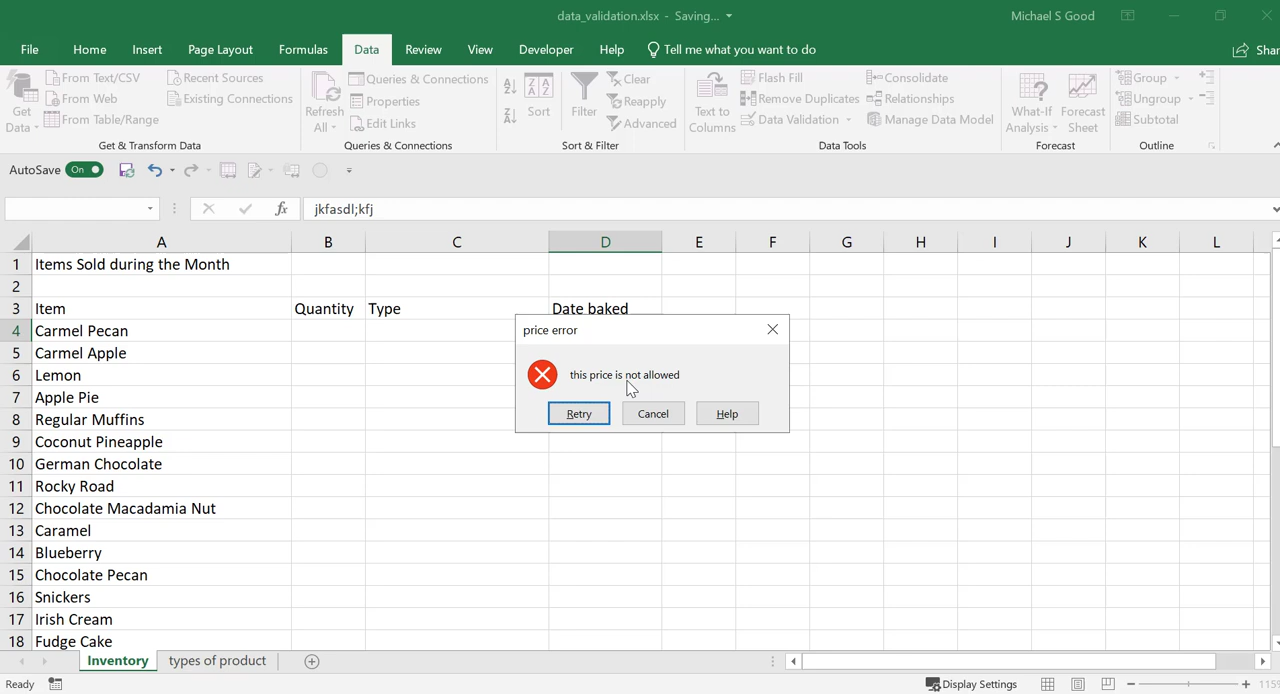 data_validation.xlsx - Saving...
Michael S Good
File Home Insert Page Layout Formulas Data Review View Developer Help Tell me what you want to do
Get Data
From Text/CSV
From Web
From Table/Range
Recent Sources
Existing Connections
Get & Transform Data
Refresh All
Queries & Connections
Properties
Edit Links
Queries & Connections
Sort
Filter
Clear
Reapply
Advanced
Sort & Filter
Text to Columns
Flash Fill
Remove Duplicates
Data Validation
Consolidate
Relationships
Manage Data Model
Data Tools
What-If Analysis
Forecast Sheet
Forecast
Group
Ungroup
Subtotal
Outline
AutoSave On
fx jkfasdl;kfj
A B C D E F G H I J K L
1 Items Sold during the Month
2
3 Item Quantity Type Date baked
4 Carmel Pecan
5 Carmel Apple
6 Lemon
7 Apple Pie
8 Regular Muffins
9 Coconut Pineapple
10 German Chocolate
11 Rocky Road
12 Chocolate Macadamia Nut
13 Caramel
14 Blueberry
15 Chocolate Pecan
16 Snickers
17 Irish Cream
18 Fudge Cake
price error
this price is not allowed
Retry Cancel Help
Inventory types of product
Ready Display Settings